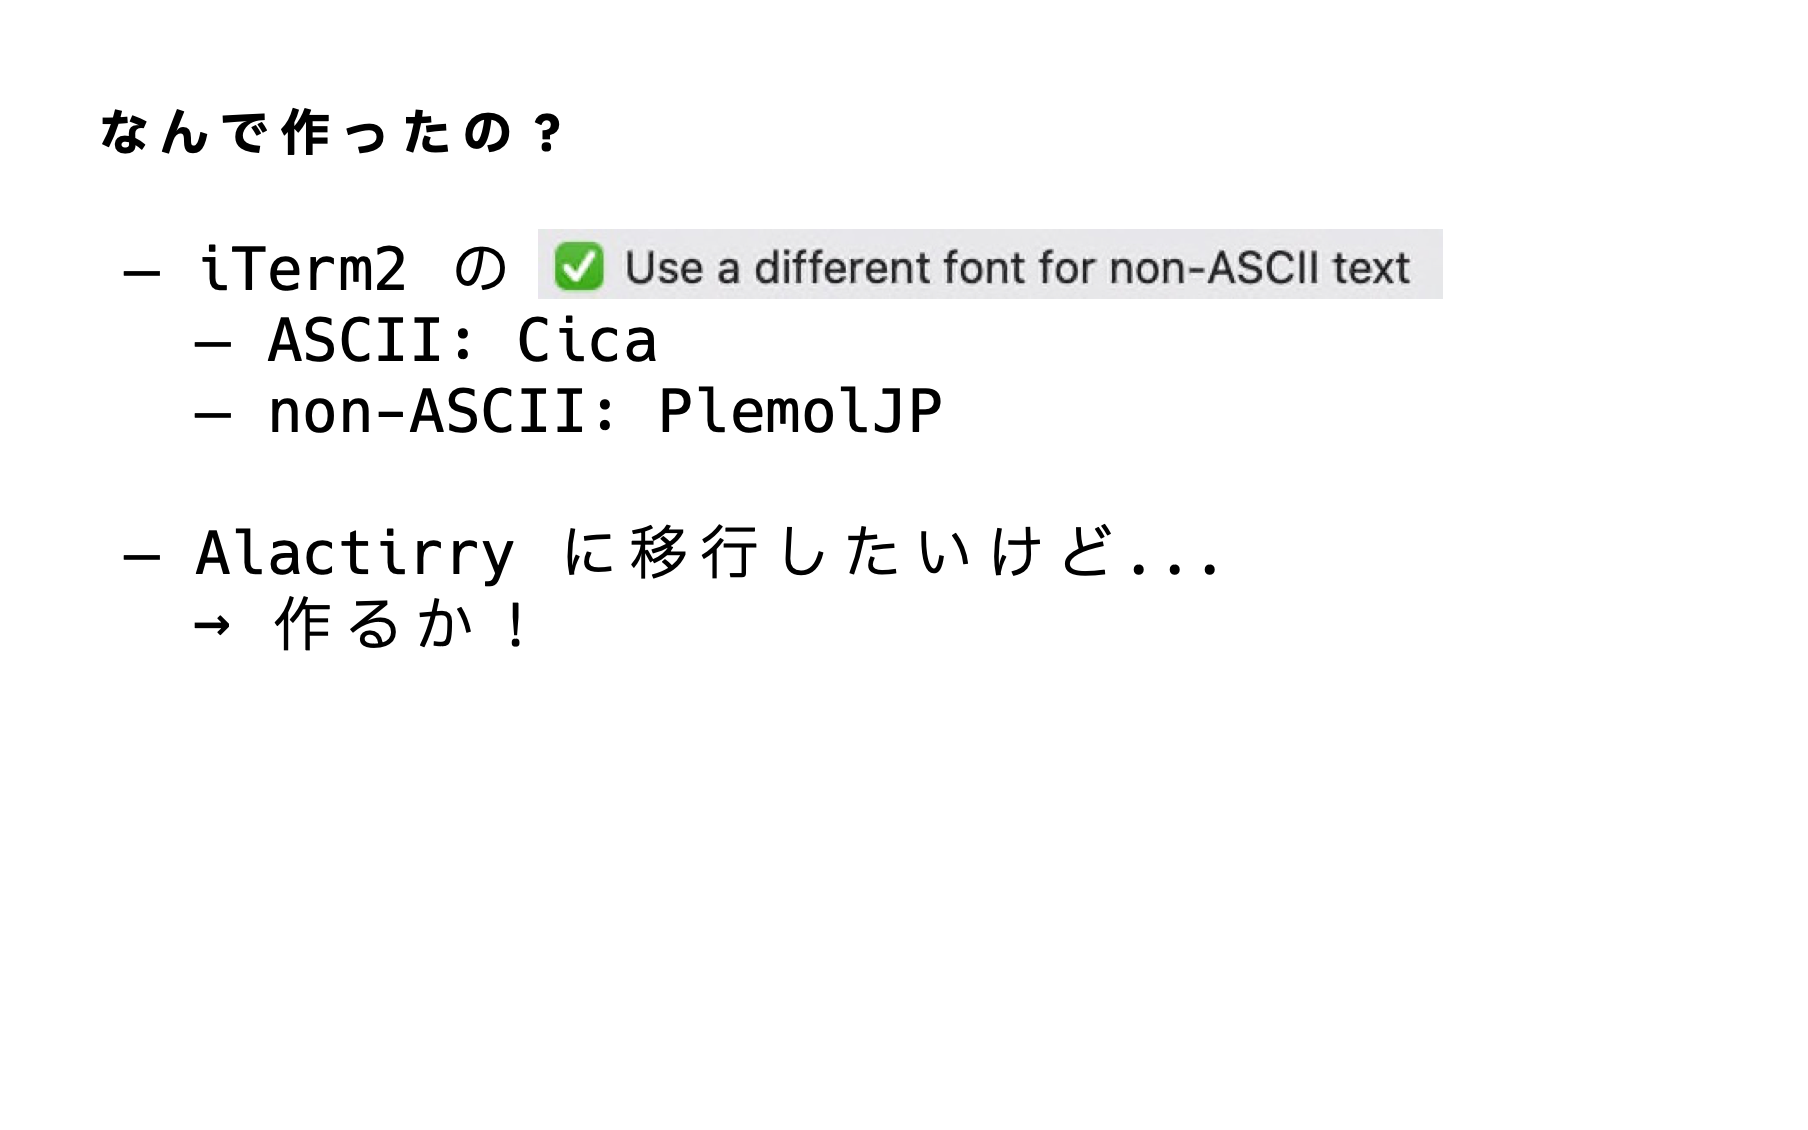 なんで作ったの？
– iTerm2 の ✅ Use a different font for non-ASCII text
– ASCII: Cica
– non-ASCII: PlemolJP
– Alactirry に移行したいけど...
→ 作るか！